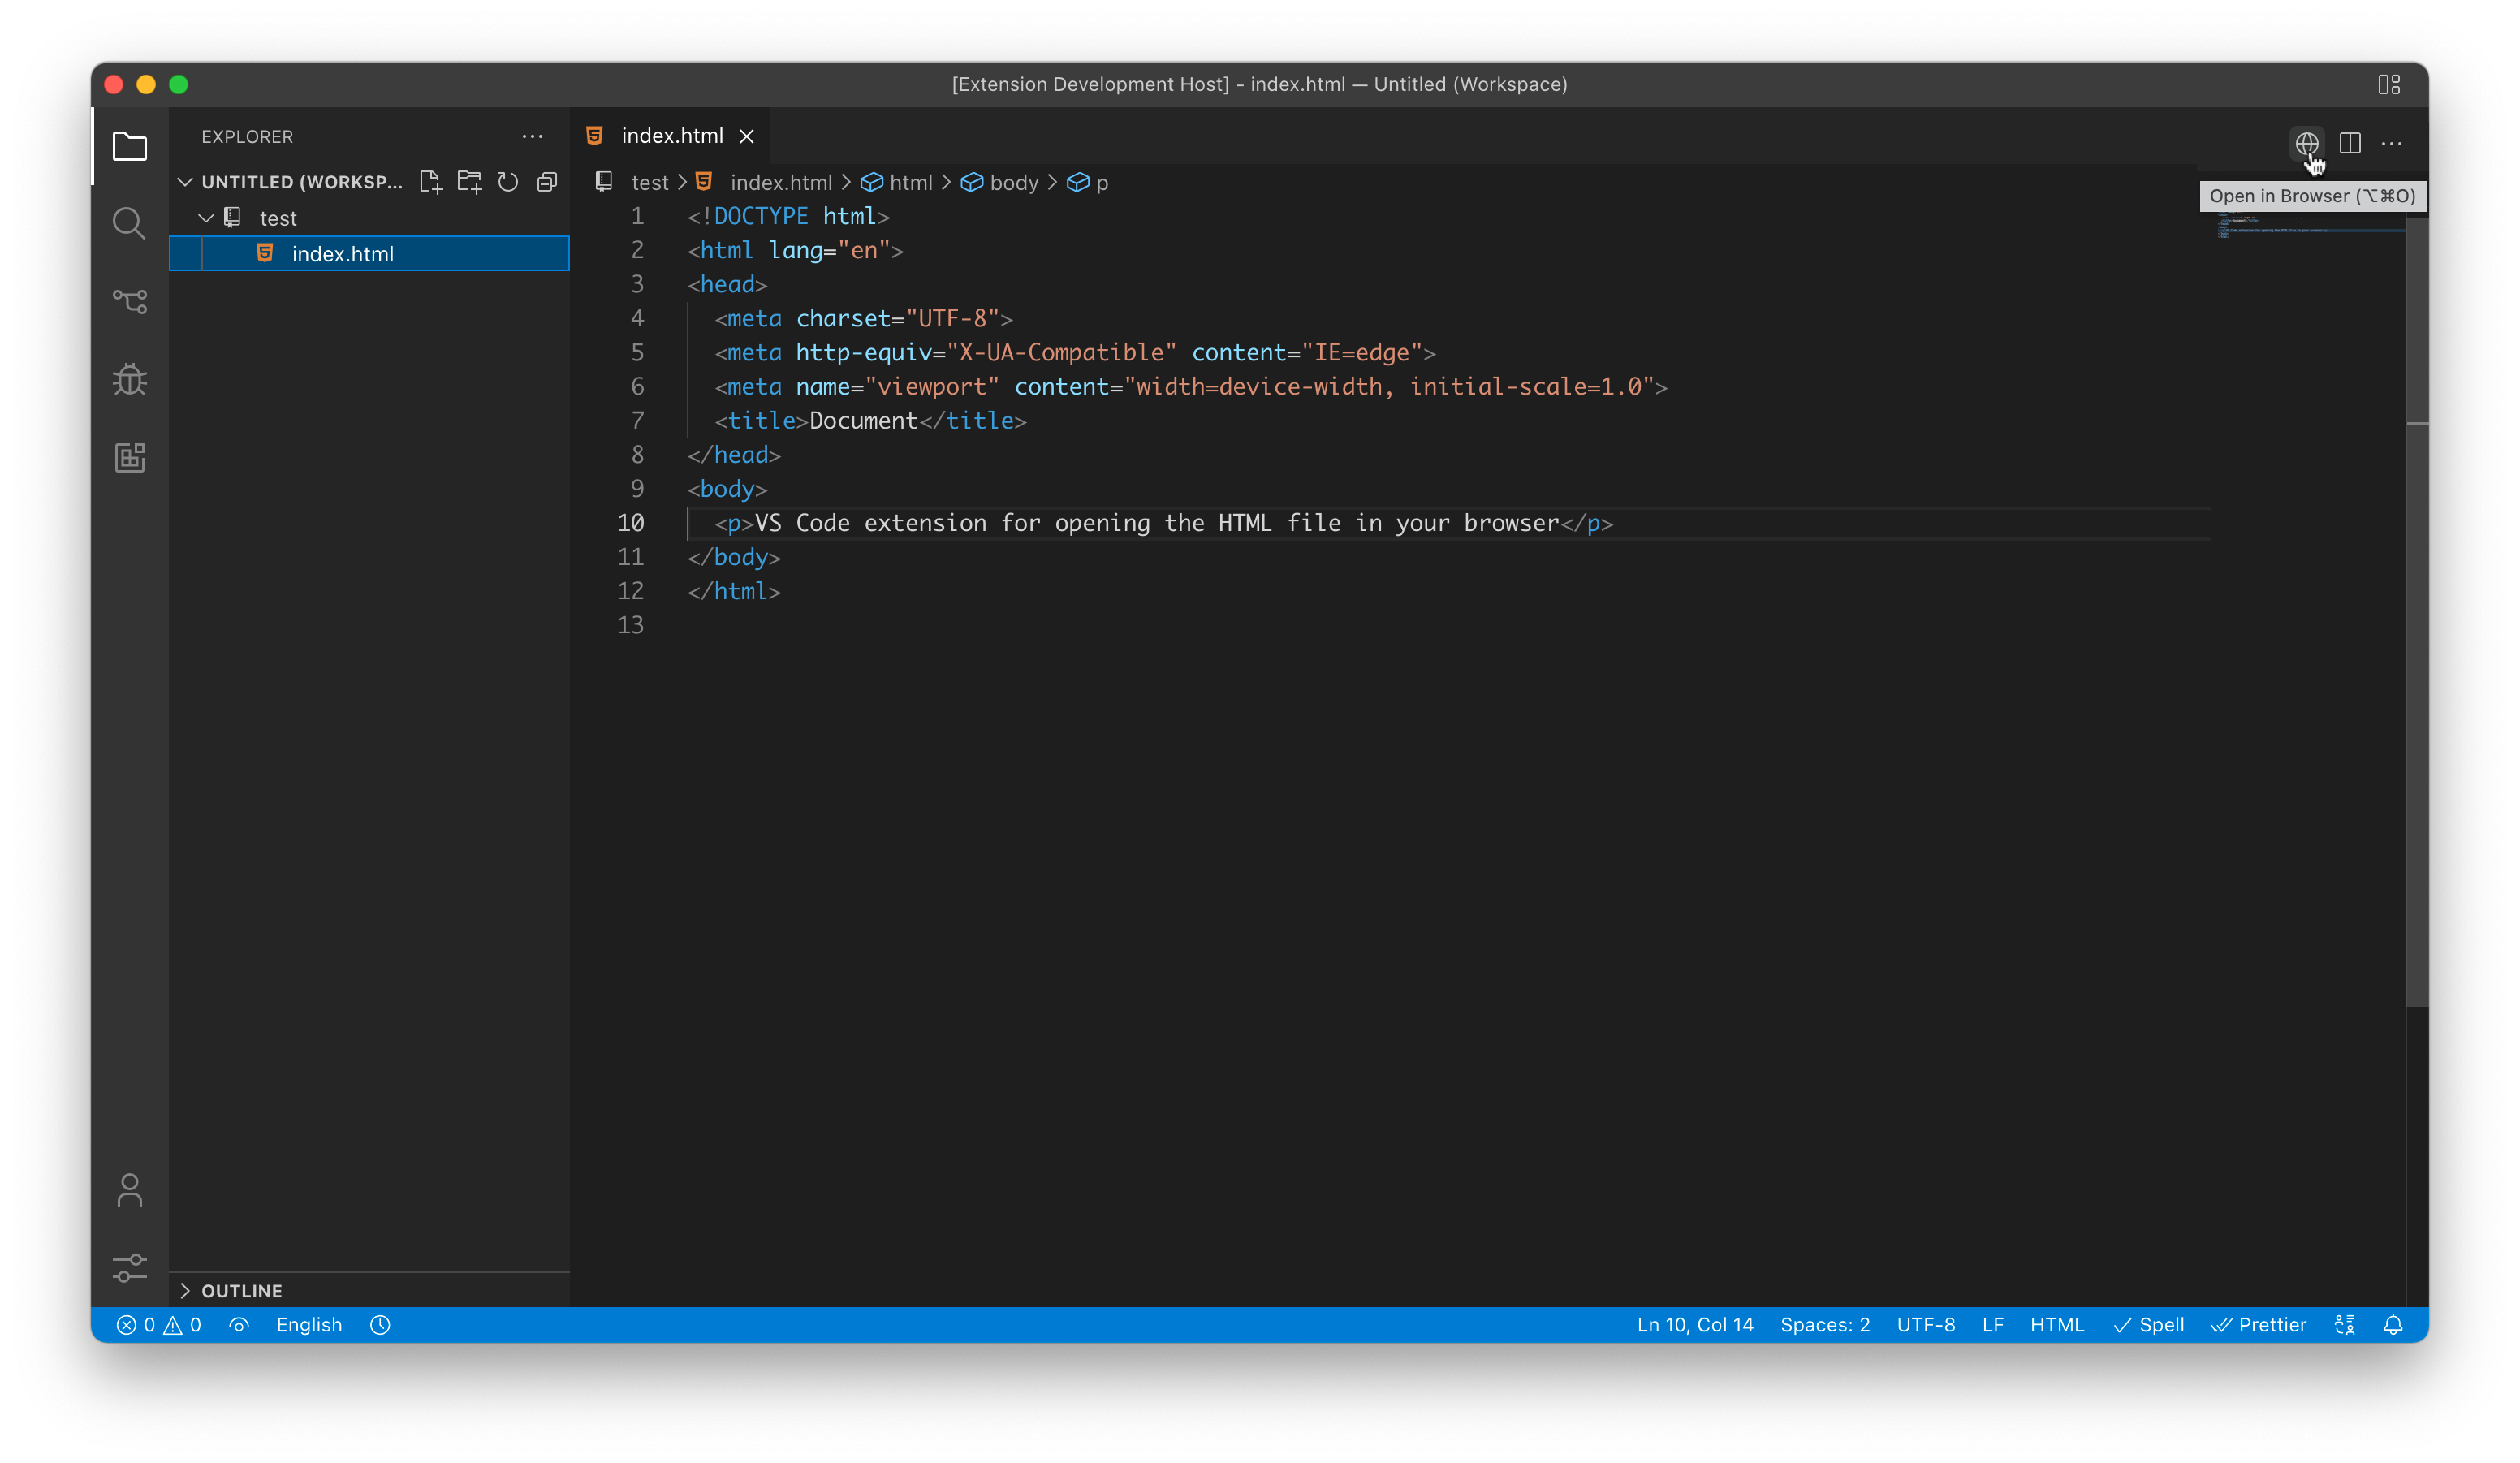 [Extension Development Host] - index.html — Untitled (Workspace)
EXPLORER
index.html
Open in Browser (⌥⌘O)
UNTITLED (WORKSP...
test
index.html
test > index.html > html > body > p
1 <!DOCTYPE html>
2 <html lang="en">
3 <head>
4 <meta charset="UTF-8">
5 <meta http-equiv="X-UA-Compatible" content="IE=edge">
6 <meta name="viewport" content="width=device-width, initial-scale=1.0">
7 <title>Document</title>
8 </head>
9 <body>
10 <p>VS Code extension for opening the HTML file in your browser</p>
11 </body>
12 </html>
13
OUTLINE
0 0 English
Ln 10, Col 14 Spaces: 2 UTF-8 LF HTML Spell Prettier